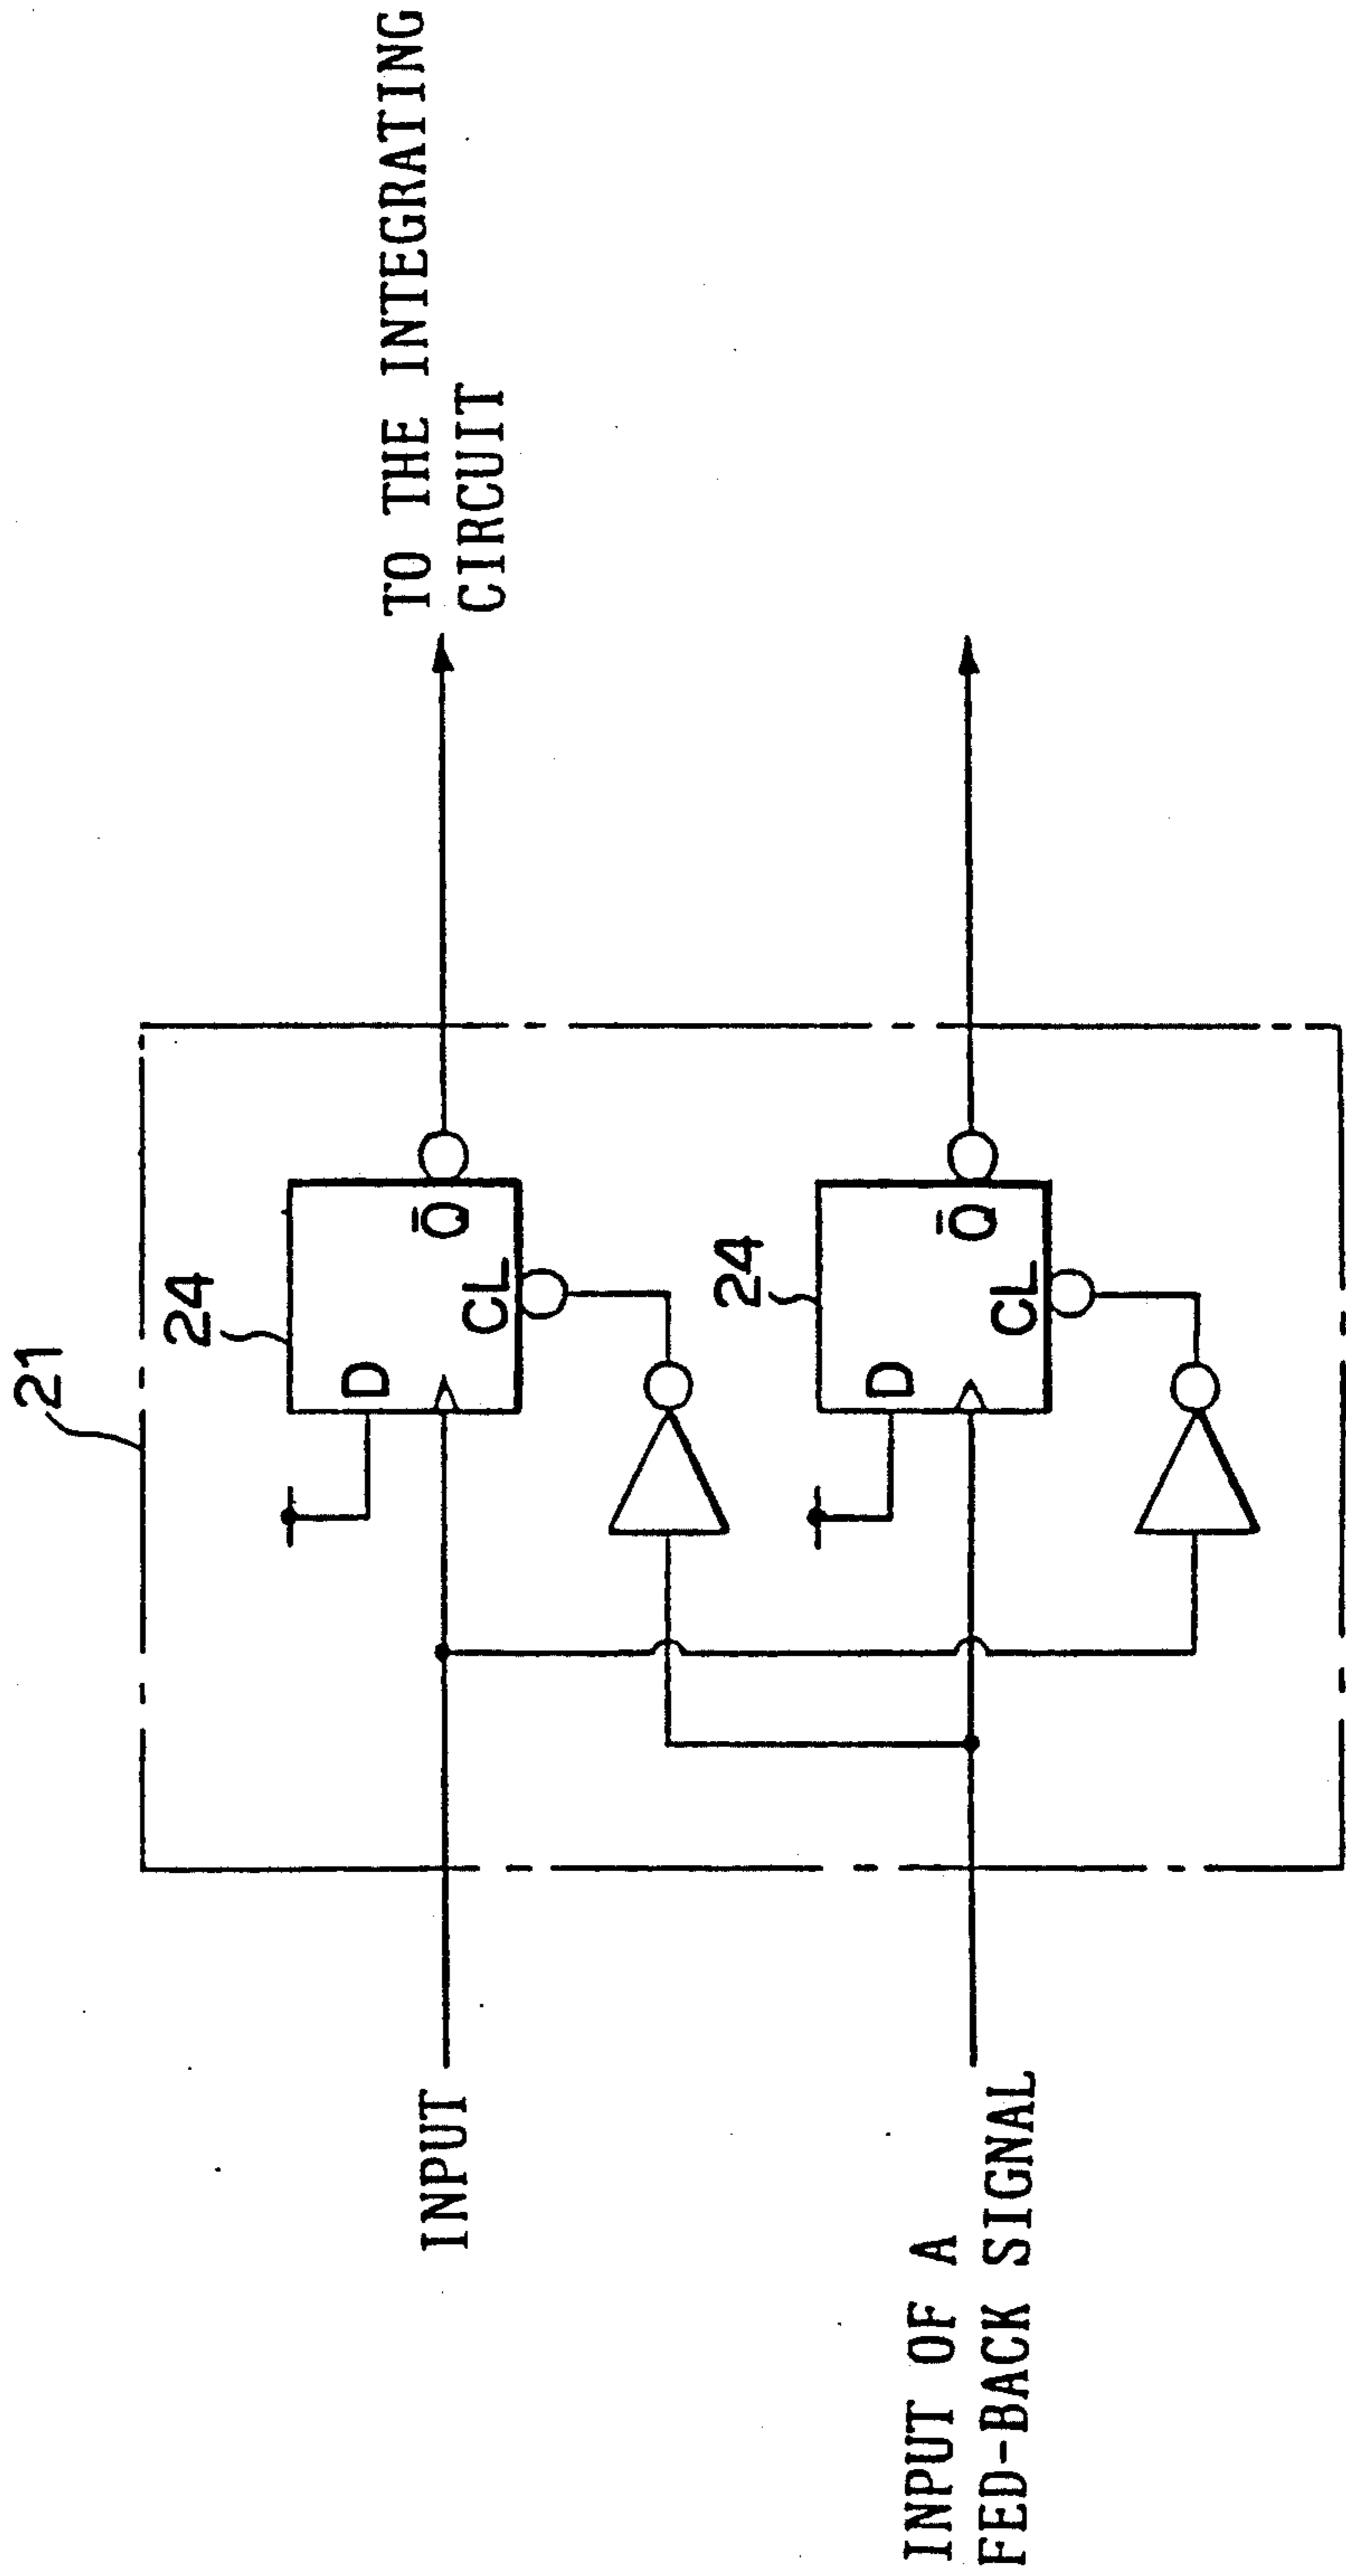 21
24
D
Q̄
CL
TO THE INTEGRATING
CIRCUIT
INPUT
24
D
Q̄
CL
INPUT OF A
FED-BACK SIGNAL